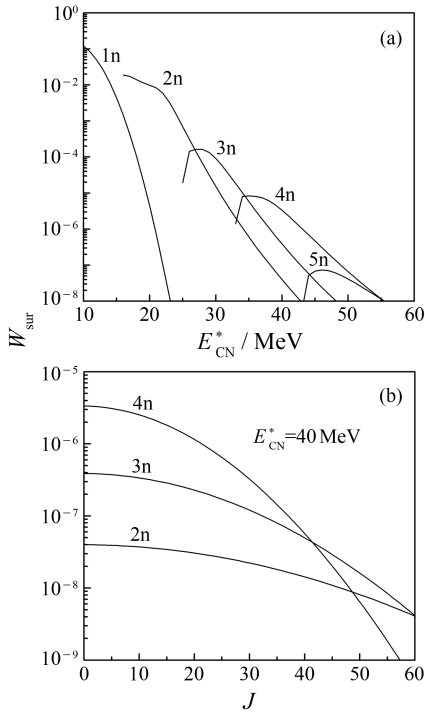 10^0
(a)
1n
2n
10^-2
3n
10^-4
4n
10^-6
5n
10^-8
10 20 30 40 50 60
E*_CN / MeV
W_sur
10^-5
(b)
4n
E*_CN=40 MeV
10^-6
3n
10^-7
2n
10^-8
10^-9
0 10 20 30 40 50 60
J